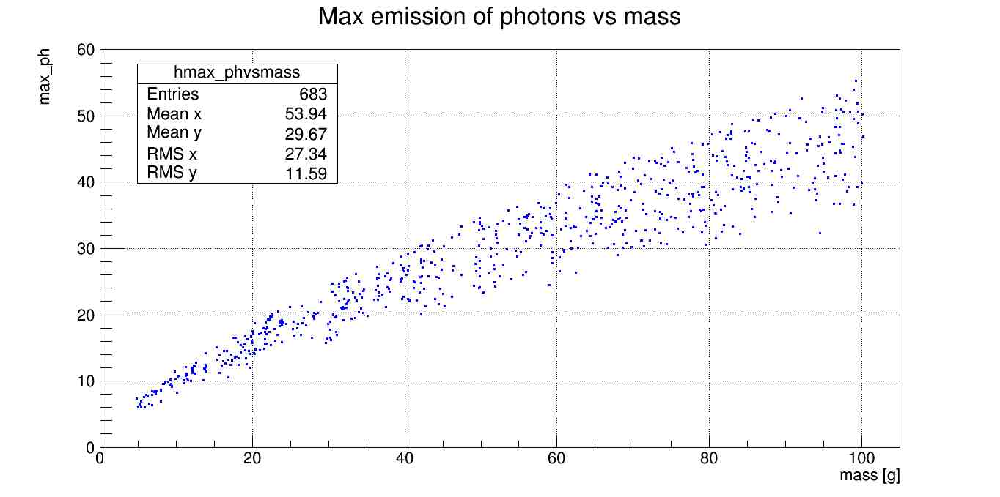 Max emission of photons vs mass
max_ph
60
50
40
30
20
10
0
hmax_phvsmass
Entries 683
Mean x 53.94
Mean y 29.67
RMS x 27.34
RMS y 11.59
0 20 40 60 80 100
mass [g]